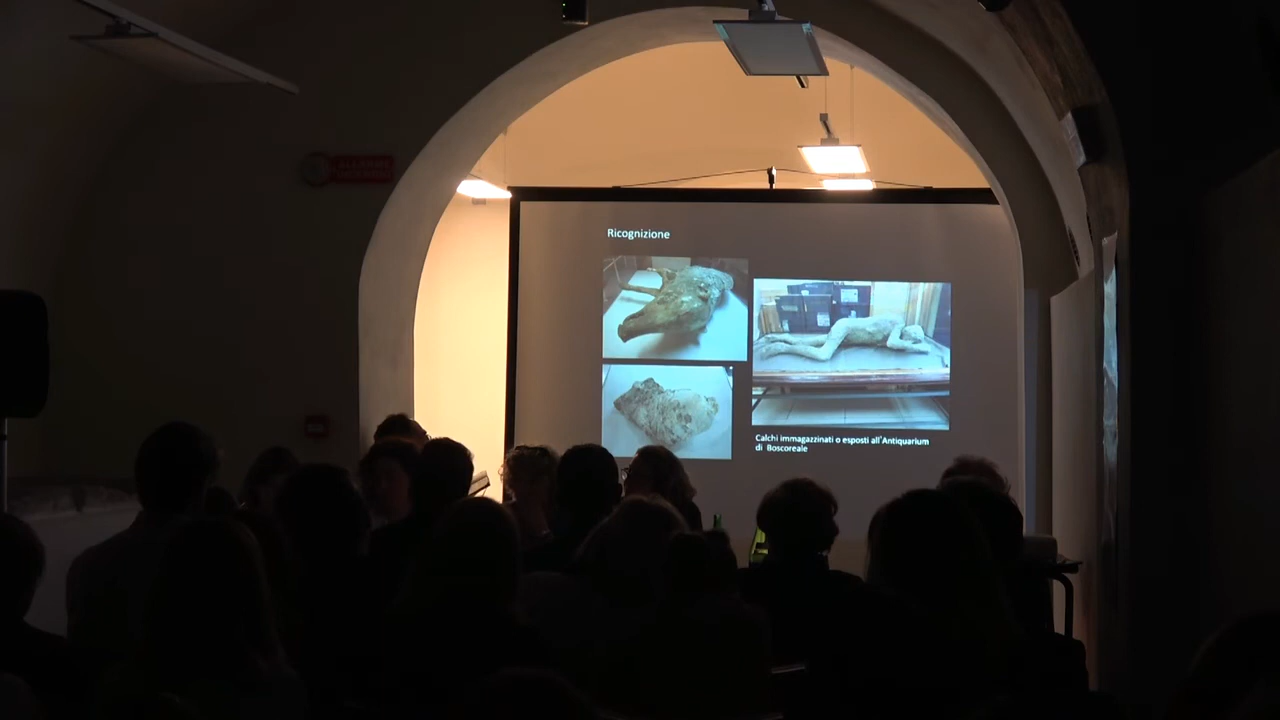 Ricognizione
Calchi immagazzinati o esposti all'Antiquarium
di Boscoreale